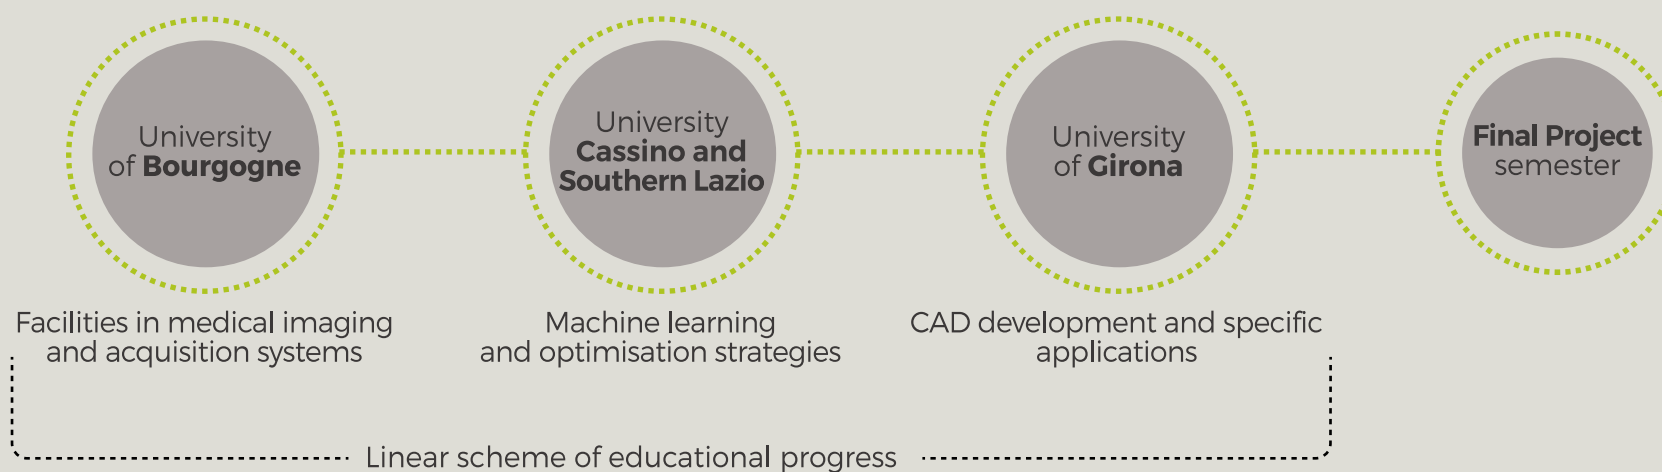 University
of Bourgogne
University
Cassino and
Southern Lazio
University
of Girona
Final Project
semester
Facilities in medical imaging
and acquisition systems
Machine learning
and optimisation strategies
CAD development and specific
applications
Linear scheme of educational progress